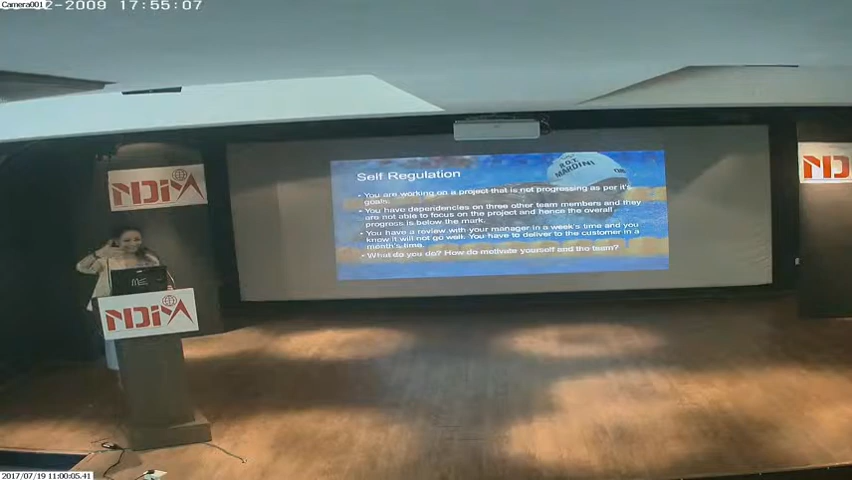 Camera001
2-2009 17:55:07
NDIM
Self Regulation
• You are working on a project that is not progressing as per it's
goals.
• You have dependencies on three other team members and they
are not able to focus on the project and hence the overall
progress is below the mark.
• You have a review with your manager in a week's time and you
know it will not go well. You have to deliver to the customer in a
month's time.
• What do you do? How do motivate yourself and the team?
MARDINI
NDIM
2017/07/19 11:00:05.41